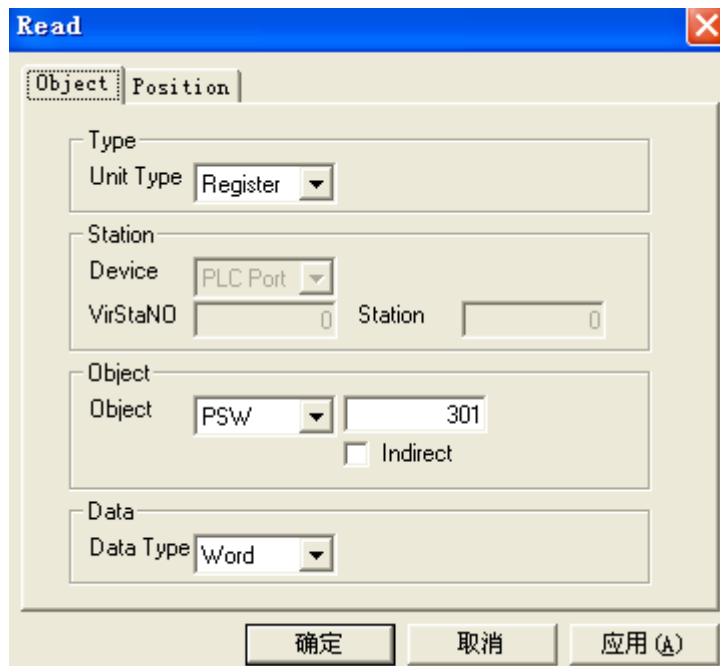 Read
Object Position
Type
Unit Type Register
Station
Device PLC Port
VirStaNO 0 Station 0
Object
Object PSW 301
Indirect
Data
Data Type Word
确定 取消 应用(A)